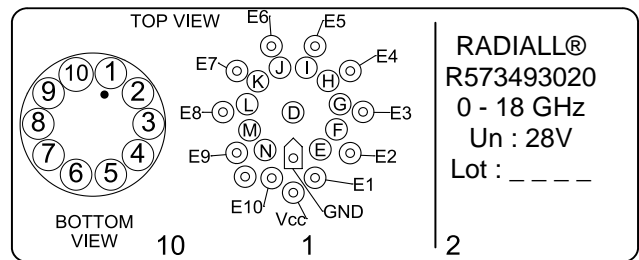 TOP VIEW
E6
E5
E7
E4
E8
E3
E9
E2
E10
E1
Vcc
GND
J
I
K
H
L
D
G
M
F
N
E
10
1
9
2
8
3
7
4
6
5
BOTTOM
VIEW
10
1
2
RADIALL®
R573493020
0 - 18 GHz
Un : 28V
Lot : _ _ _ _